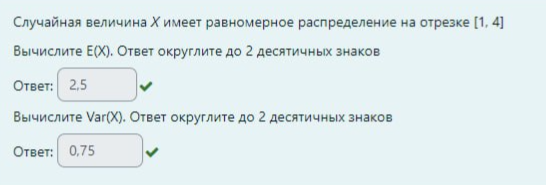 Случайная величина X имеет равномерное распределение на отрезке [1, 4]
Вычислите E(X). Ответ округлите до 2 десятичных знаков
Ответ: 2,5
Вычислите Var(X). Ответ округлите до 2 десятичных знаков
Ответ: 0,75